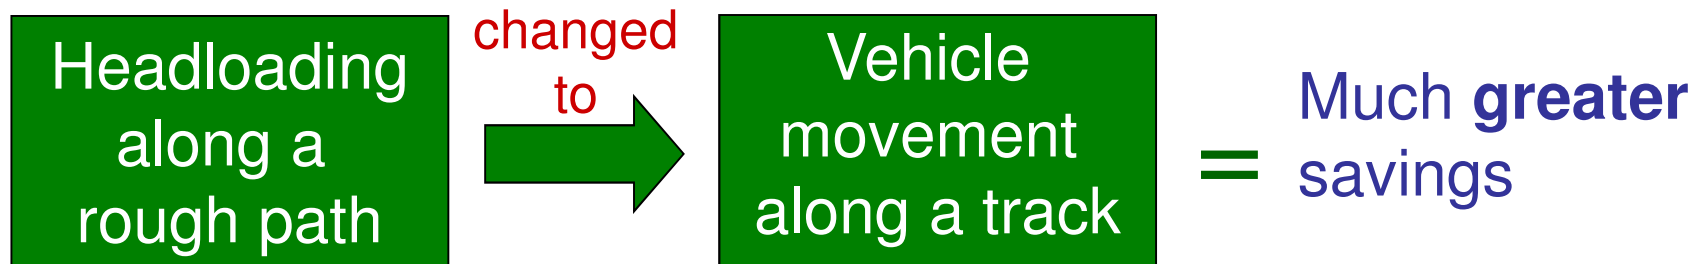 Headloading
along a
rough path
changed
to
Vehicle
movement
along a track
=
Much greater
savings